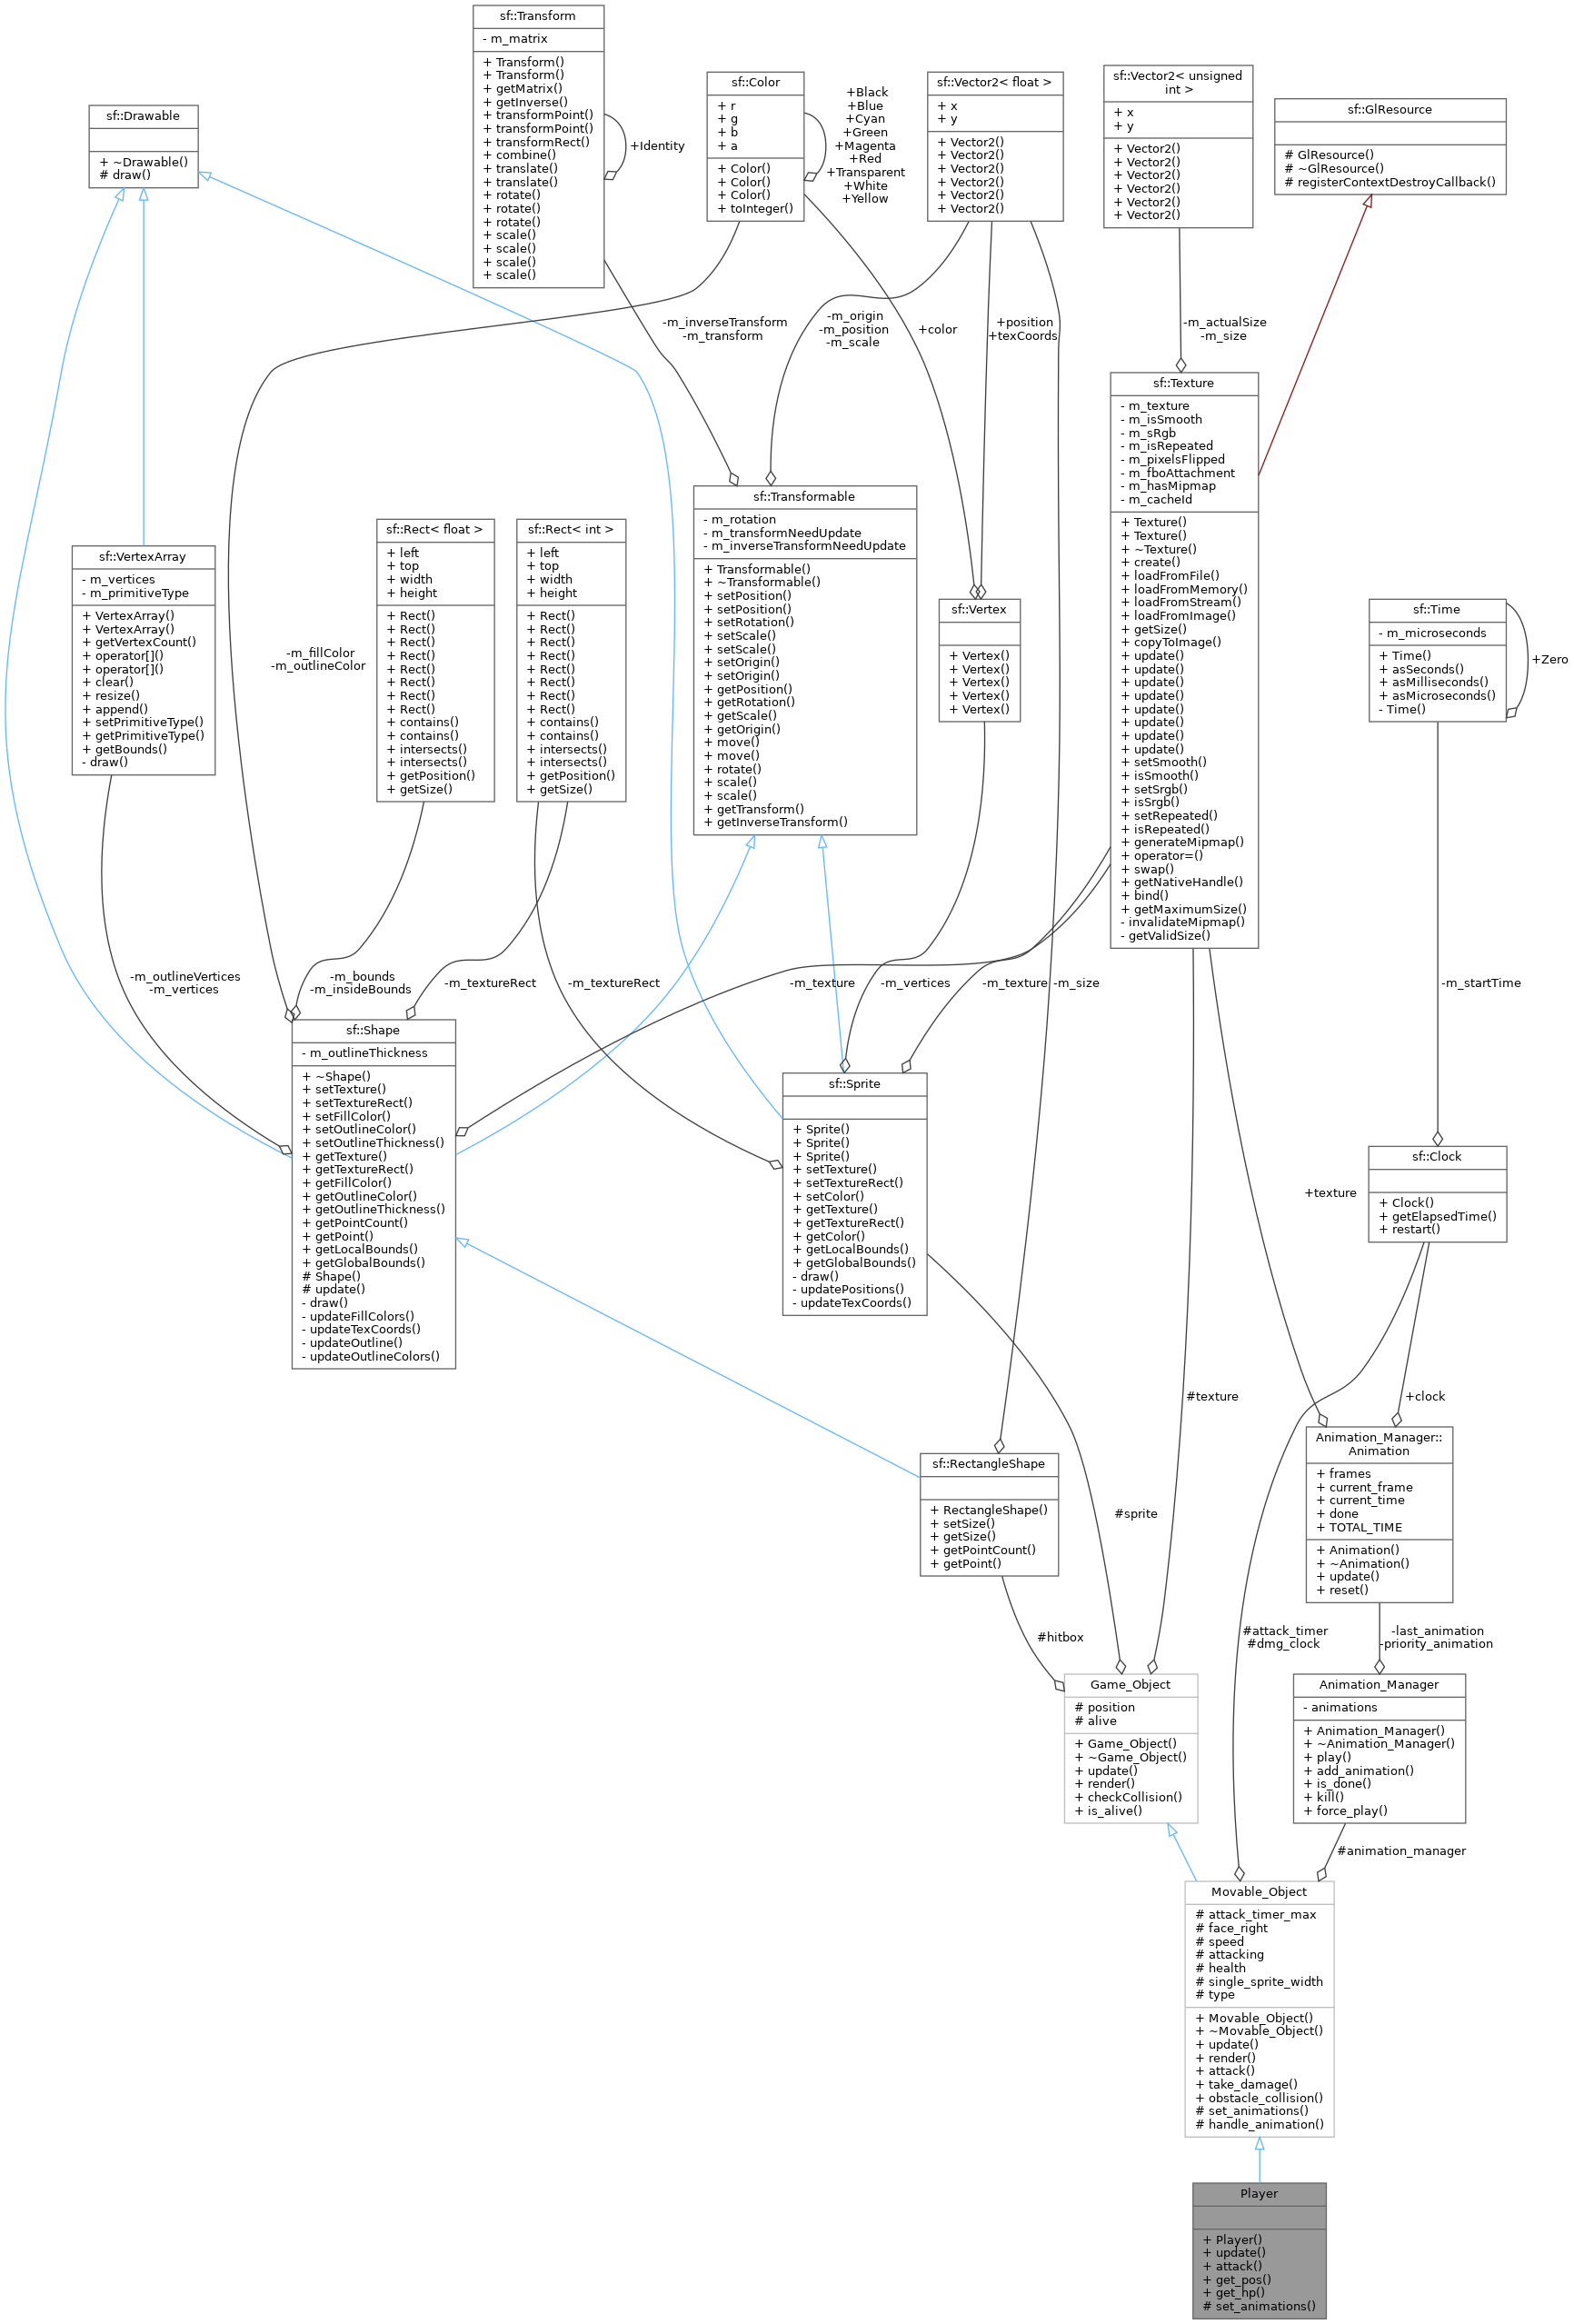 sf::Transform
- m_matrix
+ Transform()
+ Transform()
+ getMatrix()
+ getInverse()
+ transformPoint()
+ transformPoint()
+ transformRect()
+ combine()
+ translate()
+ translate()
+ rotate()
+ rotate()
+ rotate()
+ scale()
+ scale()
+ scale()
+ scale()
+Identity
sf::Color
+ r
+ g
+ b
+ a
+ Color()
+ Color()
+ Color()
+ toInteger()
+Black
+Blue
+Cyan
+Green
+Magenta
+Red
+Transparent
+White
+Yellow
sf::Vector2< float >
+ x
+ y
+ Vector2()
+ Vector2()
+ Vector2()
+ Vector2()
+ Vector2()
+ Vector2()
sf::Vector2< unsigned
int >
+ x
+ y
+ Vector2()
+ Vector2()
+ Vector2()
+ Vector2()
+ Vector2()
+ Vector2()
sf::GlResource
# GlResource()
# ~GlResource()
# registerContextDestroyCallback()
sf::Drawable
+ ~Drawable()
# draw()
-m_inverseTransform
-m_transform
-m_origin
-m_position
-m_scale
+color
+position
+texCoords
-m_actualSize
-m_size
sf::Texture
- m_texture
- m_isSmooth
- m_sRgb
- m_isRepeated
- m_pixelsFlipped
- m_fboAttachment
- m_hasMipmap
- m_cacheId
+ Texture()
+ Texture()
+ ~Texture()
+ create()
+ loadFromFile()
+ loadFromMemory()
+ loadFromStream()
+ loadFromImage()
+ getSize()
+ copyToImage()
+ update()
+ update()
+ update()
+ update()
+ update()
+ update()
+ update()
+ update()
+ setSmooth()
+ isSmooth()
+ setSrgb()
+ isSrgb()
+ setRepeated()
+ isRepeated()
+ generateMipmap()
+ operator=()
+ swap()
+ getNativeHandle()
+ bind()
+ getMaximumSize()
- invalidateMipmap()
- getValidSize()
sf::Transformable
- m_rotation
- m_transformNeedUpdate
- m_inverseTransformNeedUpdate
+ Transformable()
+ ~Transformable()
+ setPosition()
+ setPosition()
+ setRotation()
+ setScale()
+ setScale()
+ setOrigin()
+ setOrigin()
+ getPosition()
+ getRotation()
+ getScale()
+ getOrigin()
+ move()
+ move()
+ rotate()
+ scale()
+ scale()
+ getTransform()
+ getInverseTransform()
sf::Rect< float >
+ left
+ top
+ width
+ height
+ Rect()
+ Rect()
+ Rect()
+ Rect()
+ Rect()
+ Rect()
+ Rect()
+ Rect()
+ contains()
+ contains()
+ intersects()
+ intersects()
+ getPosition()
+ getSize()
sf::Rect< int >
+ left
+ top
+ width
+ height
+ Rect()
+ Rect()
+ Rect()
+ Rect()
+ Rect()
+ Rect()
+ Rect()
+ Rect()
+ contains()
+ contains()
+ intersects()
+ intersects()
+ getPosition()
+ getSize()
sf::VertexArray
- m_vertices
- m_primitiveType
+ VertexArray()
+ VertexArray()
+ getVertexCount()
+ operator[]()
+ operator[]()
+ clear()
+ resize()
+ append()
+ setPrimitiveType()
+ getPrimitiveType()
+ getBounds()
- draw()
-m_fillColor
-m_outlineColor
sf::Vertex
+ Vertex()
+ Vertex()
+ Vertex()
+ Vertex()
+ Vertex()
sf::Time
- m_microseconds
+ Time()
+ asSeconds()
+ asMilliseconds()
+ asMicroseconds()
- Time()
+Zero
-m_outlineVertices
-m_vertices
-m_bounds
-m_insideBounds
-m_textureRect
-m_textureRect
-m_texture
-m_vertices
-m_texture
-m_size
-m_startTime
sf::Shape
- m_outlineThickness
+ ~Shape()
+ setTexture()
+ setTextureRect()
+ setFillColor()
+ setOutlineColor()
+ setOutlineThickness()
+ getTexture()
+ getTextureRect()
+ getFillColor()
+ getOutlineColor()
+ getOutlineThickness()
+ getPointCount()
+ getPoint()
+ getLocalBounds()
+ getGlobalBounds()
# Shape()
# update()
- draw()
- updateFillColors()
- updateTexCoords()
- updateOutline()
- updateOutlineColors()
sf::Sprite
+ Sprite()
+ Sprite()
+ Sprite()
+ setTexture()
+ setTextureRect()
+ setColor()
+ getTexture()
+ getTextureRect()
+ getColor()
+ getLocalBounds()
+ getGlobalBounds()
- draw()
- updatePositions()
- updateTexCoords()
sf::Clock
+ Clock()
+ getElapsedTime()
+ restart()
+texture
#texture
+clock
sf::RectangleShape
+ RectangleShape()
+ setSize()
+ getSize()
+ getPointCount()
+ getPoint()
#sprite
Animation_Manager::
Animation
+ frames
+ current_frame
+ current_time
+ done
+ TOTAL_TIME
+ Animation()
+ ~Animation()
+ update()
+ reset()
#hitbox
#attack_timer
#dmg_clock
-last_animation
-priority_animation
Game_Object
# position
# alive
+ Game_Object()
+ ~Game_Object()
+ update()
+ render()
+ checkCollision()
+ is_alive()
Animation_Manager
- animations
+ Animation_Manager()
+ ~Animation_Manager()
+ play()
+ add_animation()
+ is_done()
+ kill()
+ force_play()
#animation_manager
Movable_Object
# attack_timer_max
# face_right
# speed
# attacking
# health
# single_sprite_width
# type
+ Movable_Object()
+ ~Movable_Object()
+ update()
+ render()
+ attack()
+ take_damage()
+ obstacle_collision()
# set_animations()
# handle_animation()
Player
+ Player()
+ update()
+ attack()
+ get_pos()
+ get_hp()
# set_animations()